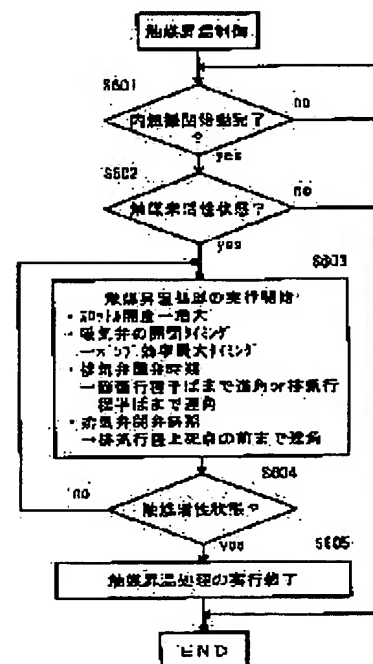 触媒昇温制御
S601
内燃機関始動完了
?
no
yes
S602
触媒未活性状態?
no
yes
S603
触媒昇温処理の実行開始
・スロットル開度→増大
・吸気弁の開閉タイミング
→ポンプ効率最大タイミング
・排気弁開弁時期
→膨張行程半ばまで進角or排気行
程半ばまで遅角
・排気弁閉弁時期
→排気行程上死点の前まで進角
S604
no
触媒活性状態?
yes
S605
触媒昇温処理の実行終了
END